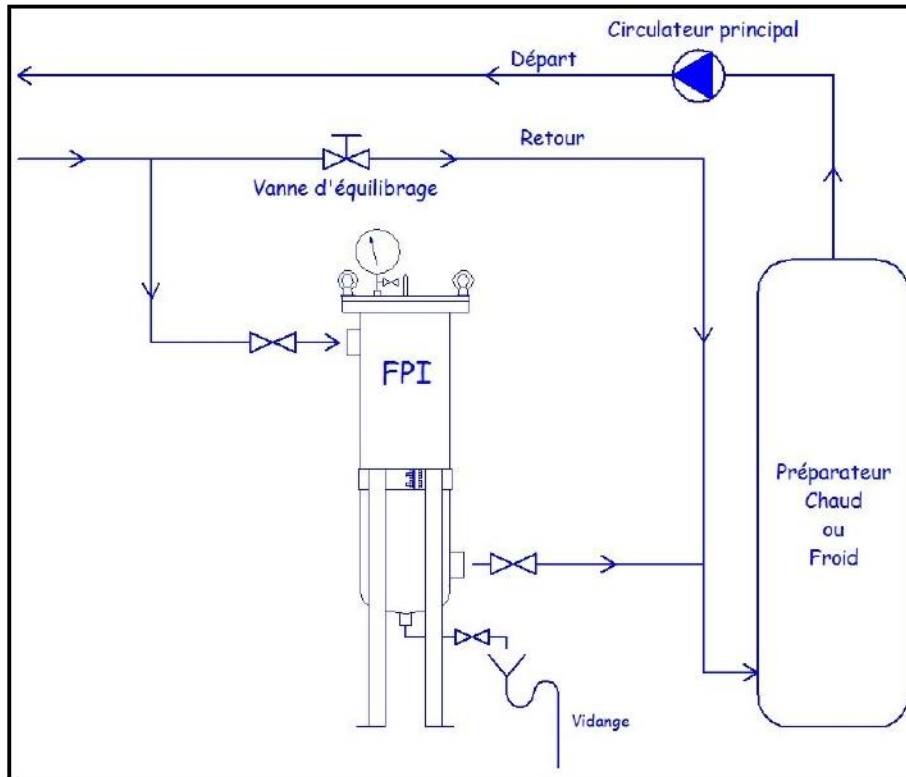 Circulateur principal
Départ
Retour
Vanne d'équilibrage
FPI
Préparateur
Chaud
ou
Froid
Vidange